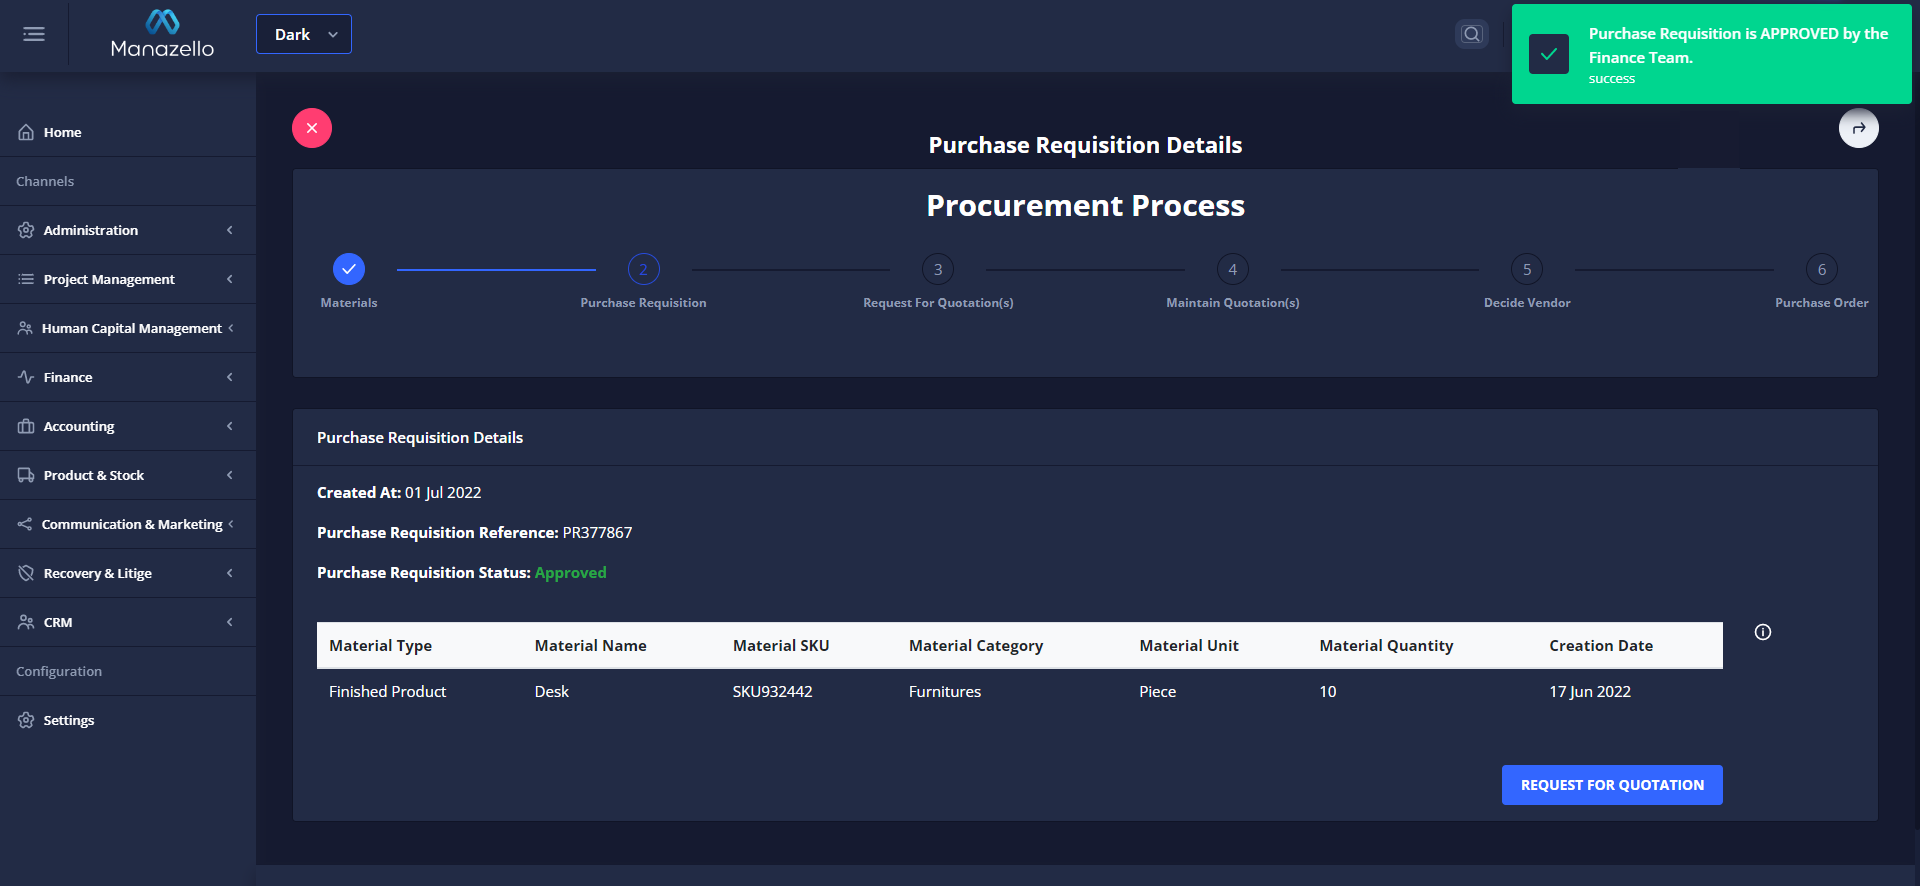 Manazello
Dark
Purchase Requisition is APPROVED by the
Finance Team.
success
Home
Channels
Administration
Project Management
Human Capital Management
Finance
Accounting
Product & Stock
Communication & Marketing
Recovery & Litige
CRM
Configuration
Settings
Purchase Requisition Details
Procurement Process
2 3 4 5 6
Materials Purchase Requisition Request For Quotation(s) Maintain Quotation(s) Decide Vendor Purchase Order
Purchase Requisition Details
Created At: 01 Jul 2022
Purchase Requisition Reference: PR377867
Purchase Requisition Status: Approved
Material Type Material Name Material SKU Material Category Material Unit Material Quantity Creation Date
Finished Product Desk SKU932442 Furnitures Piece 10 17 Jun 2022
REQUEST FOR QUOTATION